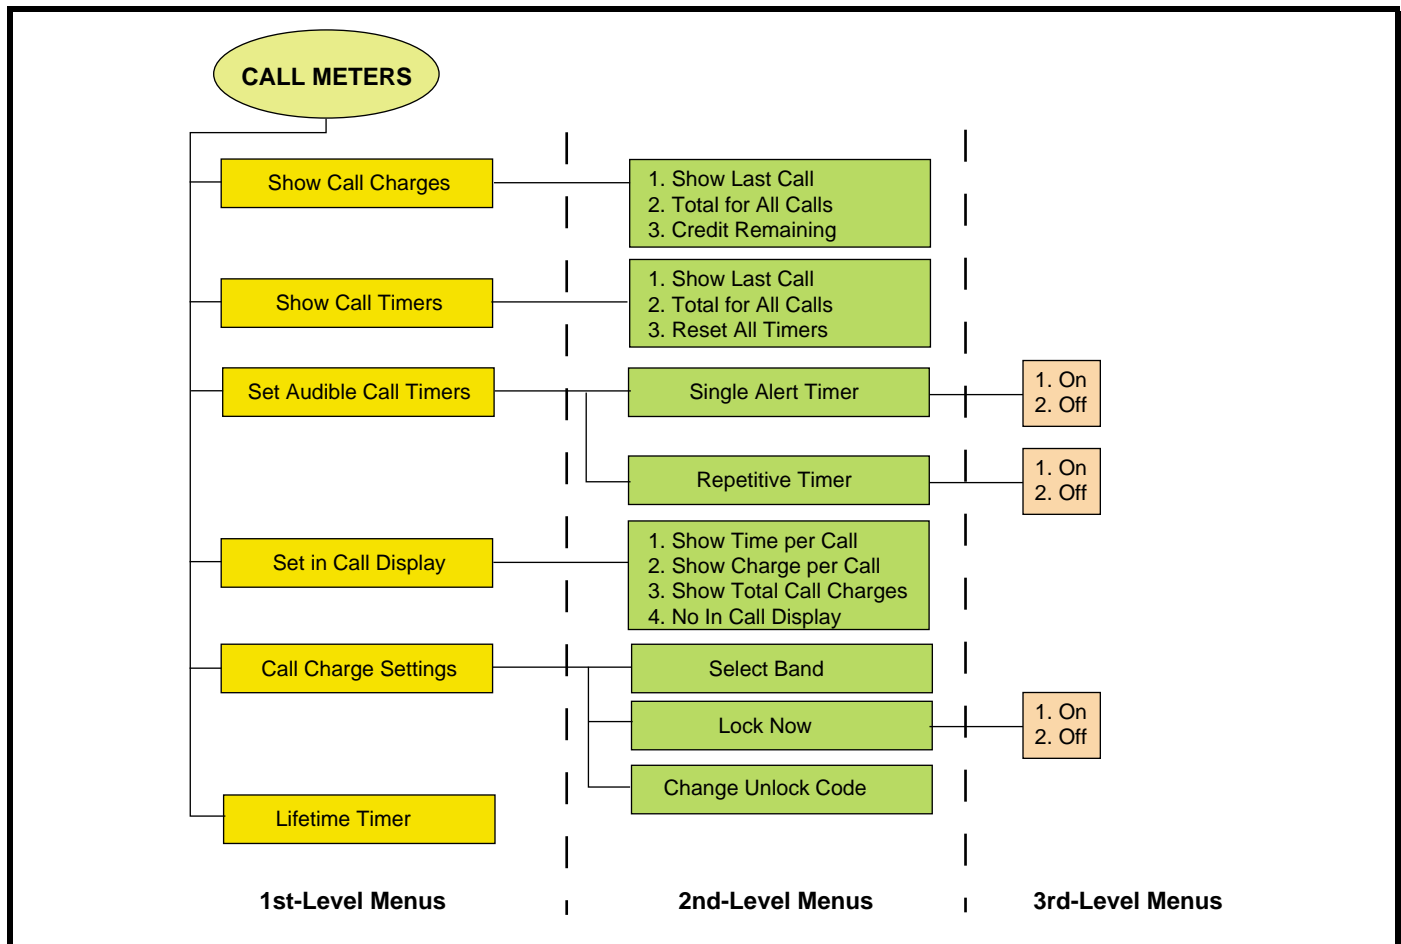 CALL METERS
Show Call Charges
1. Show Last Call
2. Total for All Calls
3. Credit Remaining
Show Call Timers
1. Show Last Call
2. Total for All Calls
3. Reset All Timers
Set Audible Call Timers
Single Alert Timer
1. On
2. Off
Repetitive Timer
1. On
2. Off
Set in Call Display
1. Show Time per Call
2. Show Charge per Call
3. Show Total Call Charges
4. No In Call Display
Call Charge Settings
Select Band
Lock Now
1. On
2. Off
Change Unlock Code
Lifetime Timer
1st-Level Menus
2nd-Level Menus
3rd-Level Menus